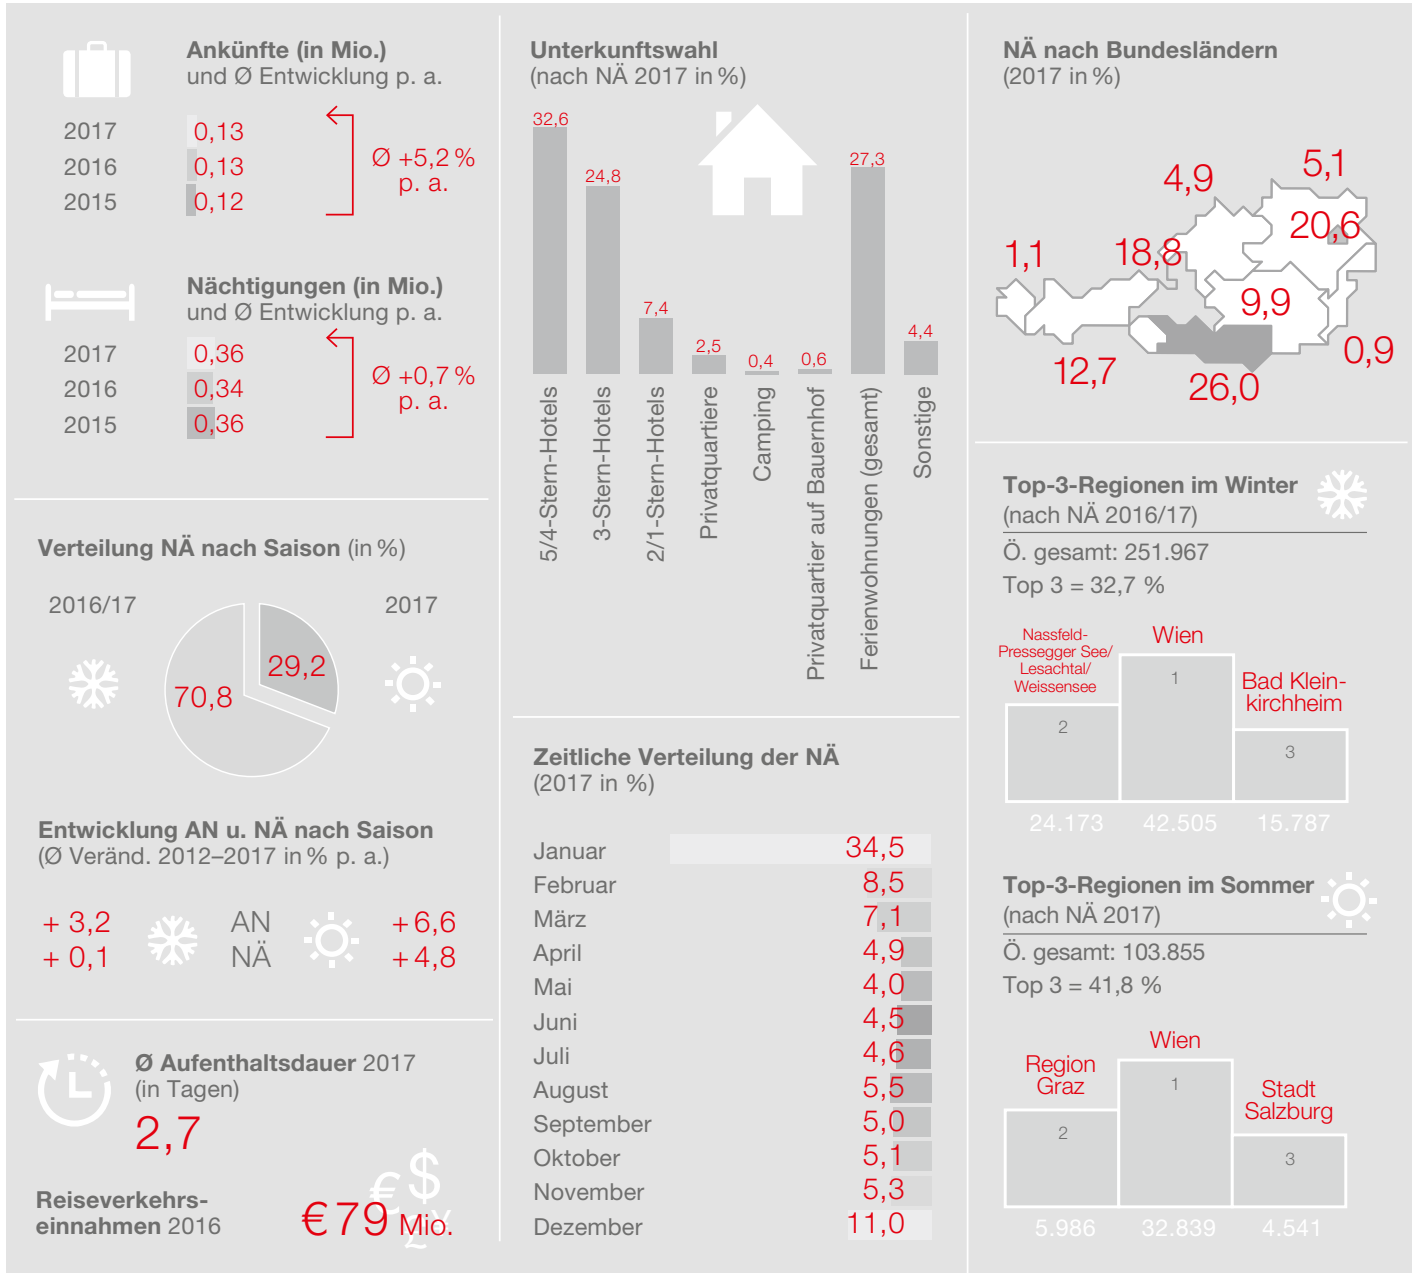 Ankünfte (in Mio.)
und Ø Entwicklung p. a.
2017 0,13
2016 0,13
2015 0,12
Ø +5,2 %
p. a.
Nächtigungen (in Mio.)
und Ø Entwicklung p. a.
2017 0,36
2016 0,34
2015 0,36
Ø +0,7 %
p. a.
Verteilung NÄ nach Saison (in %)
2016/17 2017
70,8 29,2
Entwicklung AN u. NÄ nach Saison
(Ø Veränd. 2012–2017 in % p. a.)
+ 3,2 AN + 6,6
+ 0,1 NÄ + 4,8
Ø Aufenthaltsdauer 2017
(in Tagen)
2,7
Reiseverkehrs-
einnahmen 2016
€ 79 Mio.
€ $ £ ¥
Unterkunftswahl
(nach NÄ 2017 in %)
32,6
24,8
7,4
2,5
0,4
0,6
27,3
4,4
5/4-Stern-Hotels
3-Stern-Hotels
2/1-Stern-Hotels
Privatquartiere
Camping
Privatquartier auf Bauernhof
Ferienwohnungen (gesamt)
Sonstige
Zeitliche Verteilung der NÄ
(2017 in %)
Januar 34,5
Februar 8,5
März 7,1
April 4,9
Mai 4,0
Juni 4,5
Juli 4,6
August 5,5
September 5,0
Oktober 5,1
November 5,3
Dezember 11,0
NÄ nach Bundesländern
(2017 in %)
4,9 5,1
20,6
1,1 18,8
9,9
12,7 26,0 0,9
Top-3-Regionen im Winter
(nach NÄ 2016/17)
Ö. gesamt: 251.967
Top 3 = 32,7 %
Nassfeld-
Pressegger See/
Lesachtal/
Weissensee
Wien
Bad Klein-
kirchheim
2 1 3
24.173 42.505 15.787
Top-3-Regionen im Sommer
(nach NÄ 2017)
Ö. gesamt: 103.855
Top 3 = 41,8 %
Region
Graz
Wien
Stadt
Salzburg
2 1 3
5.986 32.839 4.541